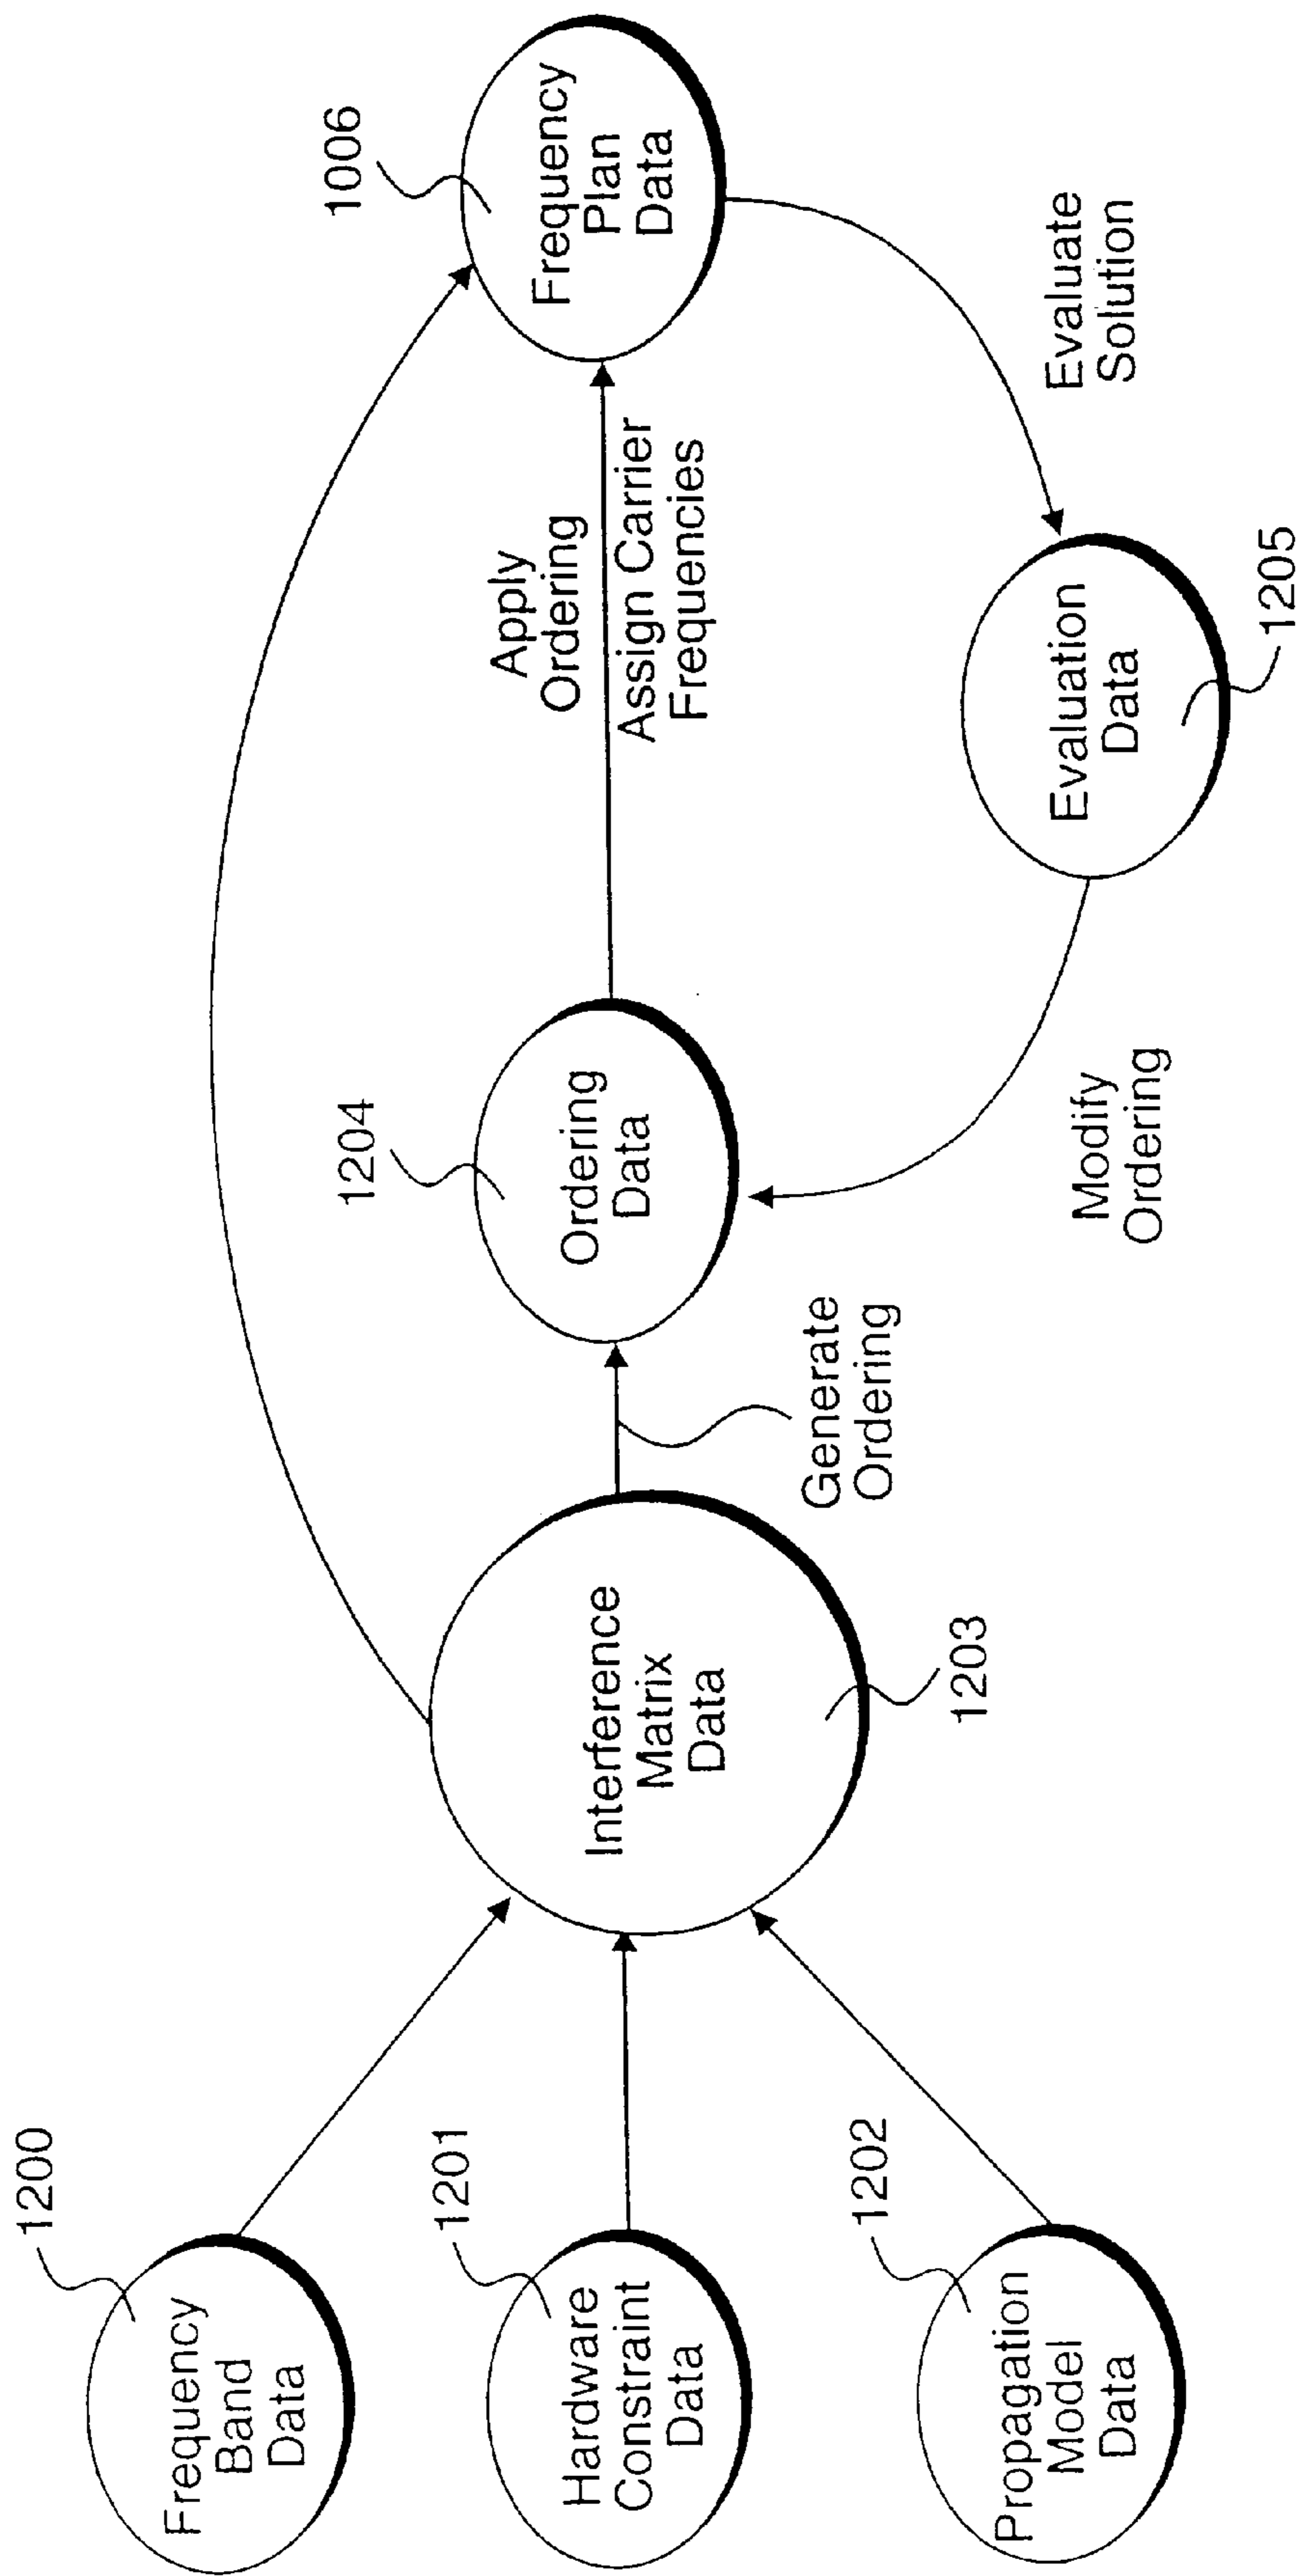 1200
Frequency
Band
Data
1201
Hardware
Constraint
Data
1202
Propagation
Model
Data
Interference
Matrix
Data
1203
Generate
Ordering
1204
Ordering
Data
Modify
Ordering
Apply
Ordering
Assign Carrier
Frequencies
Evaluation
Data
1205
Evaluate
Solution
1006
Frequency
Plan
Data